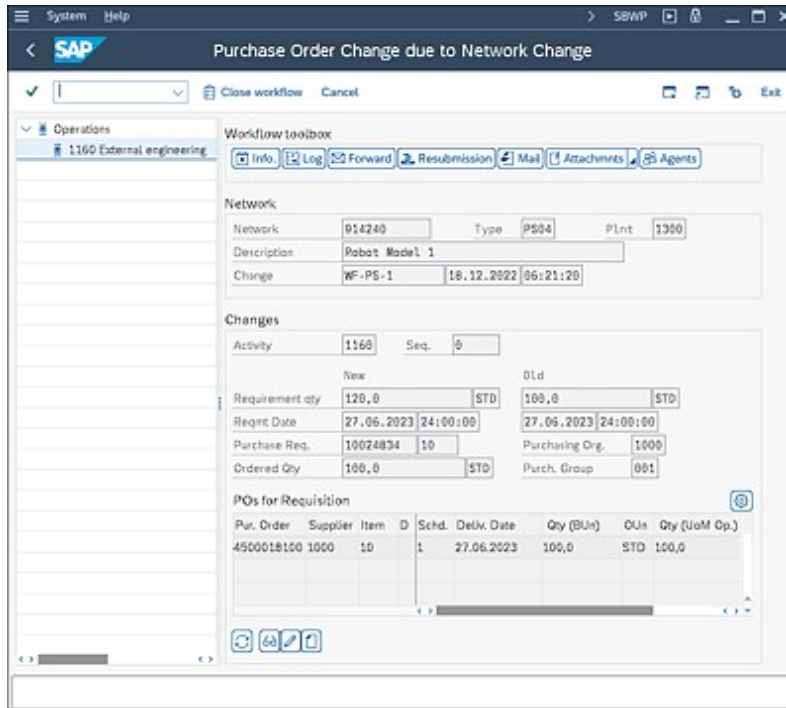 System Help SBWP
SAP Purchase Order Change due to Network Change
Close workflow Cancel Exit
Operations
1160 External engineering
Workflow toolbox
Info. Log Forward Resubmission Mail Attachmnts Agents
Network
Network 914240 Type PS04 Plnt 1300
Description Robot Model 1
Change WF-PS-1 18.12.2022 06:21:20
Changes
Activity 1160 Seq. 0
New Old
Requirement qty 120,0 STD 100,0 STD
Reqmt Date 27.06.2023 24:00:00 27.06.2023 24:00:00
Purchase Req. 10024834 10 Purchasing Org. 1000
Ordered Qty 100,0 STD Purch. Group 001
POs for Requisition
Pur. Order Supplier Item D Schd. Deliv. Date Qty (BUn) OUn Qty (UoM Op.)
4500018100 1000 10 1 27.06.2023 100,0 STD 100,0